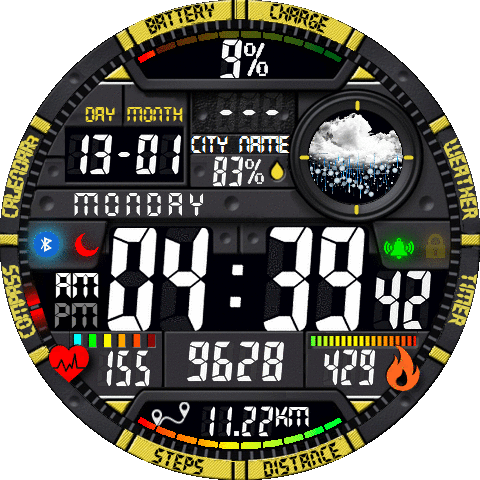 BATTERY CHARGE
9%
DAY MONTH
---
13-01
CITY NAME
83%
MONDAY
CALENDAR
WEATHER
AM
PM
04:39 42
COMPASS
TIMER
155
9628
429
11.22KM
STEPS DISTANCE